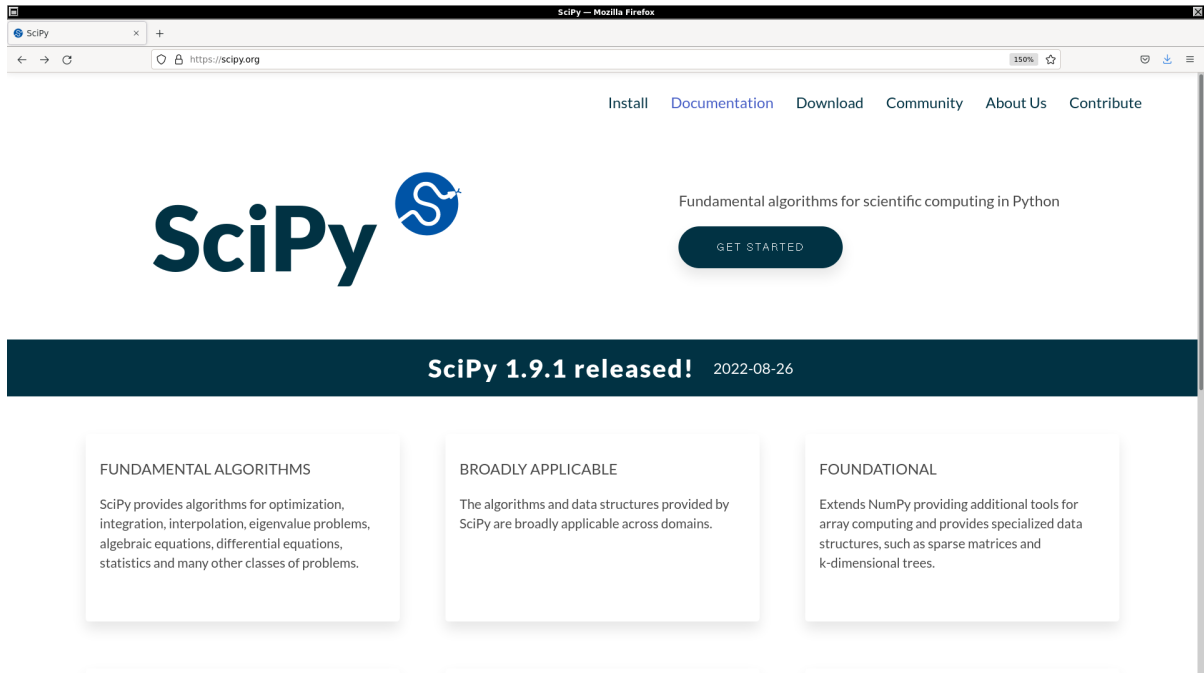 SciPy — Mozilla Firefox
SciPy
https://scipy.org
150%
Install Documentation Download Community About Us Contribute
SciPy
Fundamental algorithms for scientific computing in Python
GET STARTED
SciPy 1.9.1 released! 2022-08-26
FUNDAMENTAL ALGORITHMS
SciPy provides algorithms for optimization,
integration, interpolation, eigenvalue problems,
algebraic equations, differential equations,
statistics and many other classes of problems.
BROADLY APPLICABLE
The algorithms and data structures provided by
SciPy are broadly applicable across domains.
FOUNDATIONAL
Extends NumPy providing additional tools for
array computing and provides specialized data
structures, such as sparse matrices and
k-dimensional trees.